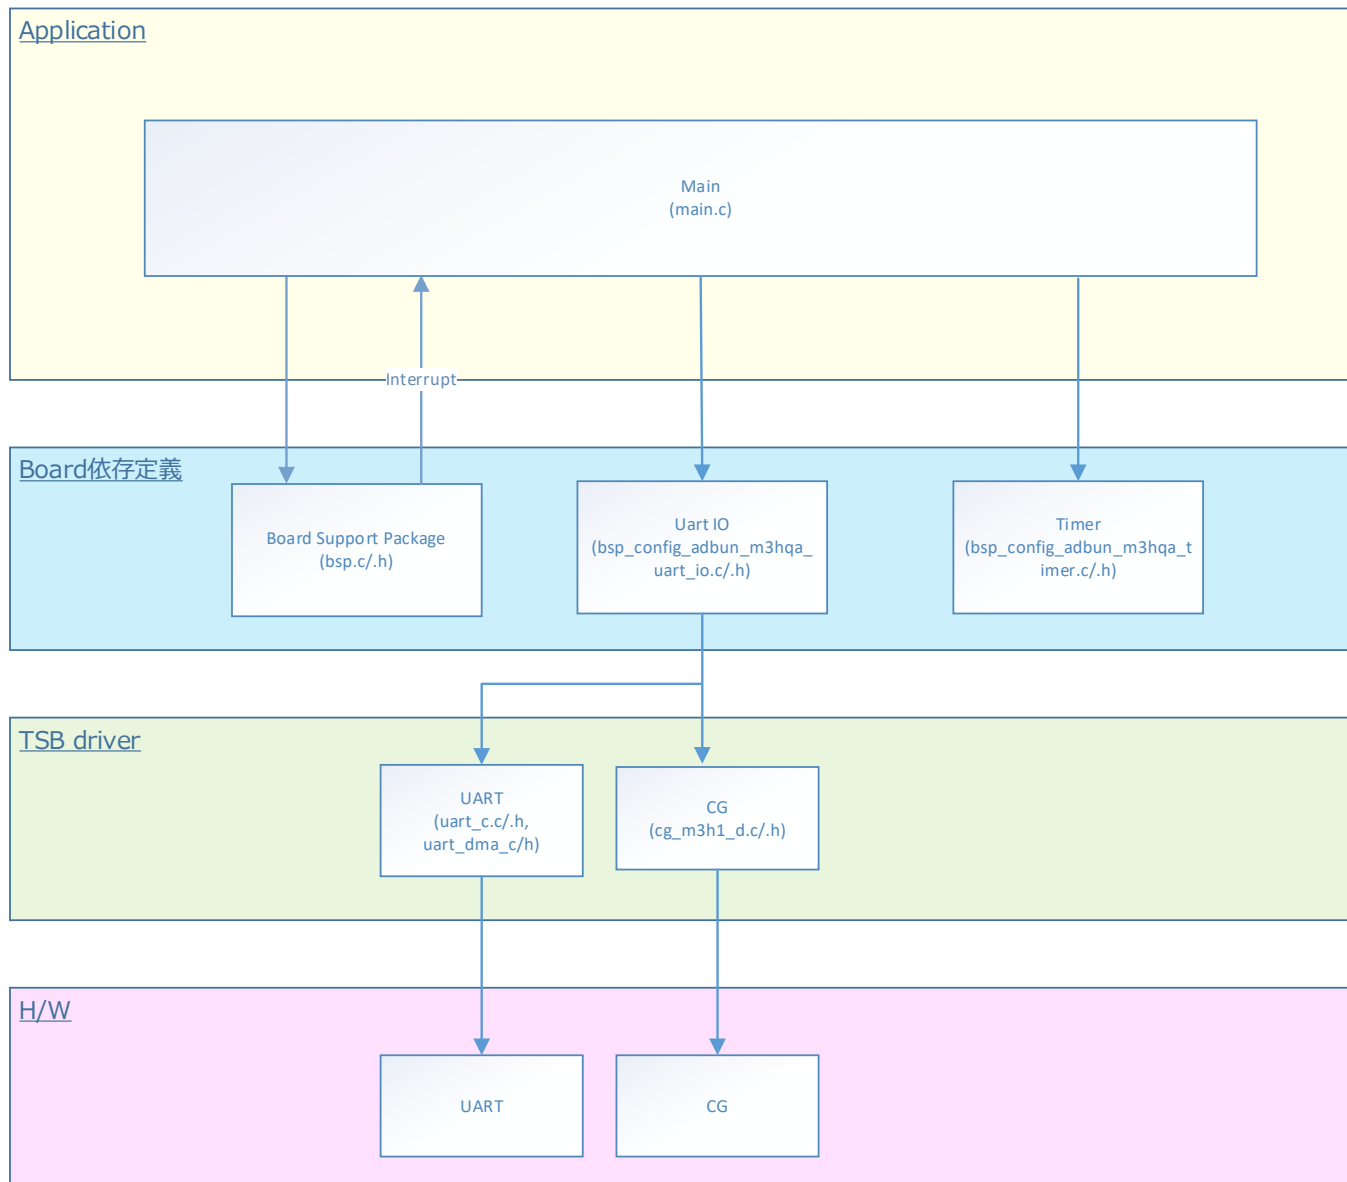 Application
Main
(main.c)
Interrupt
Board依存定義
Board Support Package
(bsp.c/.h)
Uart IO
(bsp_config_adbun_m3hqa_
uart_io.c/.h)
Timer
(bsp_config_adbun_m3hqa_t
imer.c/.h)
TSB driver
UART
(uart_c.c/.h,
uart_dma_c/h)
CG
(cg_m3h1_d.c/.h)
H/W
UART
CG